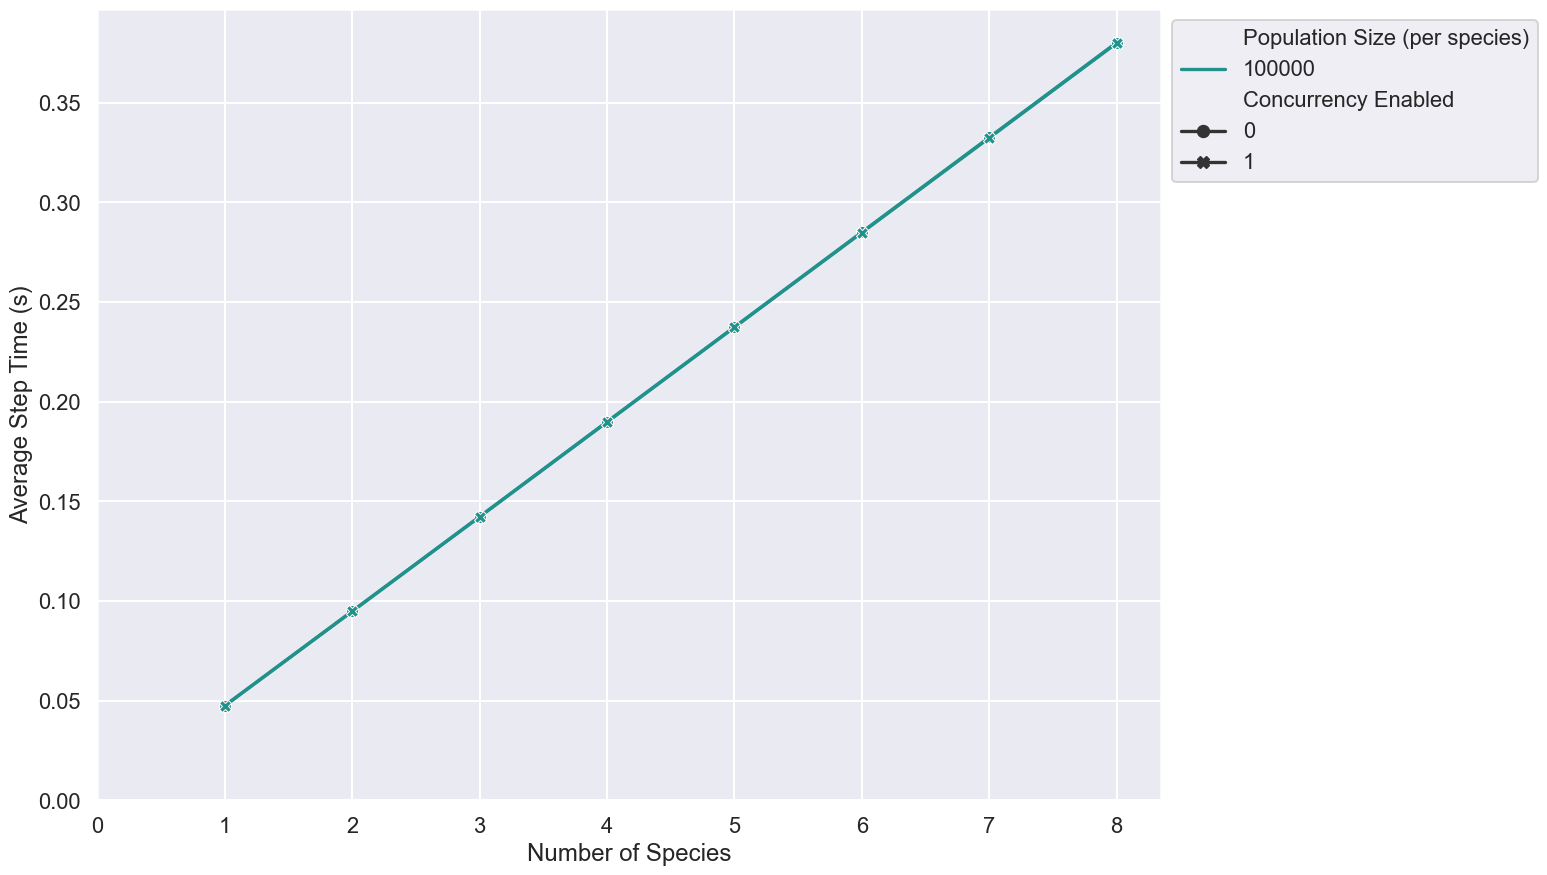 Population Size (per species)
100000
Concurrency Enabled
0
1
Average Step Time (s)
0.35
0.30
0.25
0.20
0.15
0.10
0.05
0.00
0 1 2 3 4 5 6 7 8
Number of Species